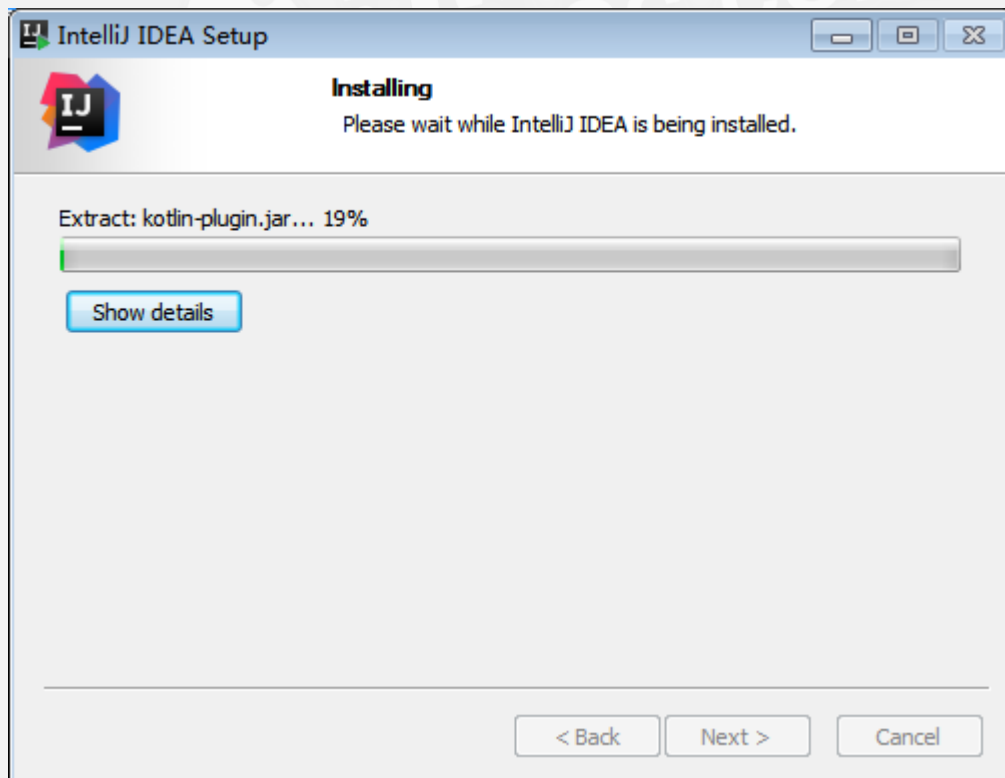 IntelliJ IDEA Setup
IJ
Installing
Please wait while IntelliJ IDEA is being installed.
Extract: kotlin-plugin.jar... 19%
Show details
< Back Next > Cancel